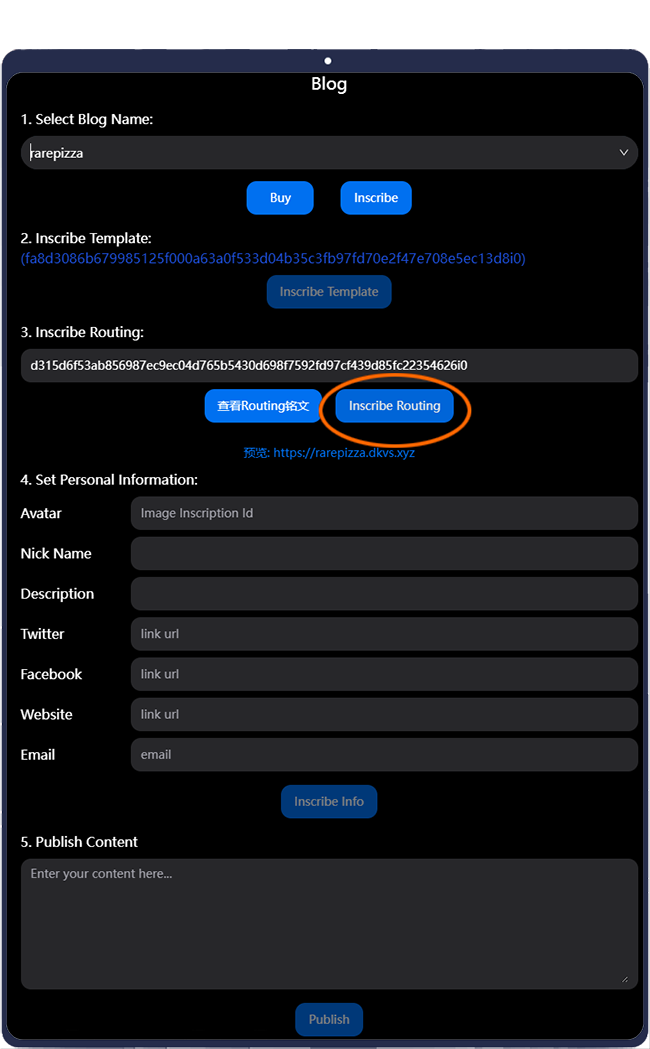 Blog
1. Select Blog Name:
rarepizza
Buy
Inscribe
2. Inscribe Template:
(fa8d3086b679985125f000a63a0f533d04b35c3fb97fd70e2f47e708e5ec13d8i0)
Inscribe Template
3. Inscribe Routing:
d315d6f53ab856987ec9ec04d765b5430d698f7592fd97cf439d85fc22354626i0
查看Routing铭文
Inscribe Routing
预览: https://rarepizza.dkvs.xyz
4. Set Personal Information:
Avatar
Image Inscription Id
Nick Name
Description
Twitter
link url
Facebook
link url
Website
link url
Email
email
Inscribe Info
5. Publish Content
Enter your content here...
Publish